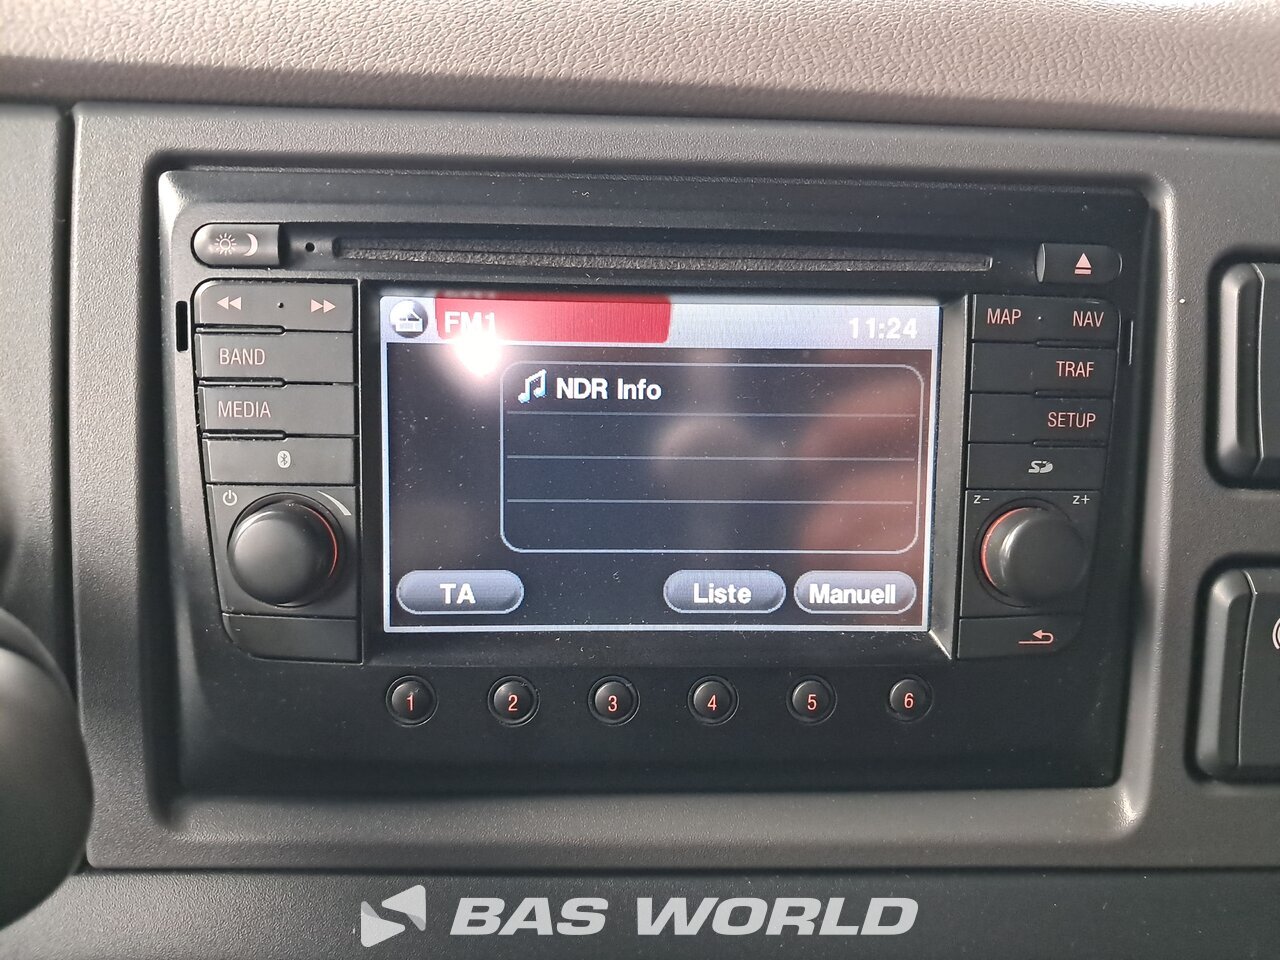 FM1
11:24
NDR Info
TA
Liste
Manuell
BAND
MEDIA
MAP · NAV
TRAF
SETUP
z- z+
1 2 3 4 5 6
BAS WORLD